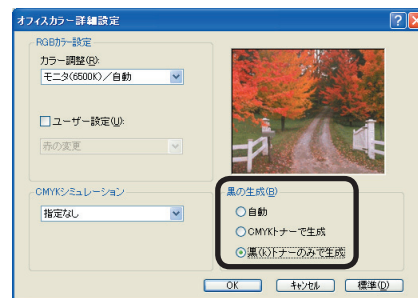 オフィスカラー詳細設定
RGBカラー設定
カラー調整(R):
モニタ(6500K)／自動
ユーザー設定(U):
赤の変更
CMYKシミュレーション
指定なし
黒の生成(B)
自動
CMYKトナーで生成
黒(k)トナーのみで生成
OK
キャンセル
標準(D)